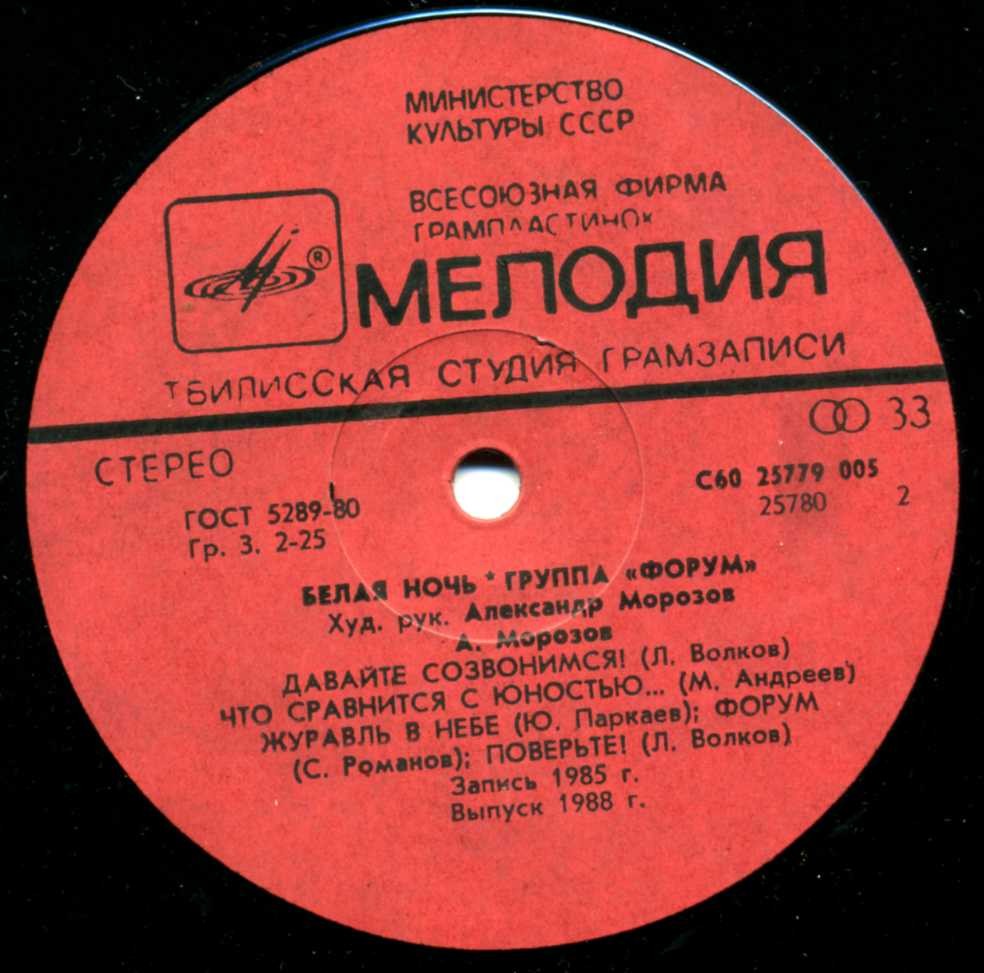 МИНИСТЕРСТВО
КУЛЬТУРЫ СССР
ВСЕСОЮЗНАЯ ФИРМА
ГРАМПЛАСТИНОК
®
МЕЛОДИЯ
ТБИЛИССКАЯ СТУДИЯ ГРАМЗАПИСИ
33
СТЕРЕО
С60 25779 005
ГОСТ 5289-80
25780 2
Гр. 3. 2-25
БЕЛАЯ НОЧЬ * ГРУППА «ФОРУМ»
Худ. рук. Александр Морозов
А. Морозов
ДАВАЙТЕ СОЗВОНИМСЯ! (Л. Волков)
ЧТО СРАВНИТСЯ С ЮНОСТЬЮ... (М. Андреев)
ЖУРАВЛЬ В НЕБЕ (Ю. Паркаев); ФОРУМ
(С. Романов); ПОВЕРЬТЕ! (Л. Волков)
Запись 1985 г.
Выпуск 1988 г.